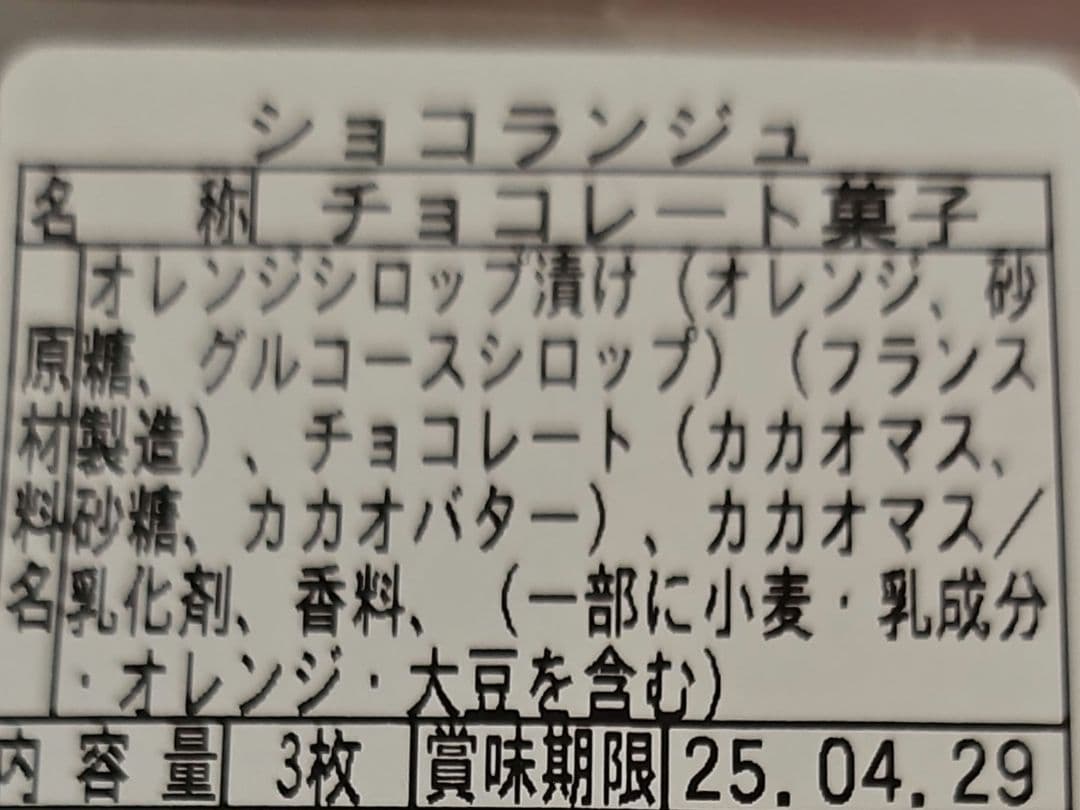 ショコランジュ
名称 チョコレート菓子
原材料名 オレンジシロップ漬け（オレンジ、砂
糖、グルコースシロップ）（フランス
製造）、チョコレート（カカオマス、
砂糖、カカオバター）、カカオマス／
乳化剤、香料、（一部に小麦・乳成分
・オレンジ・大豆を含む）
内容量 3枚 賞味期限 25.04.29